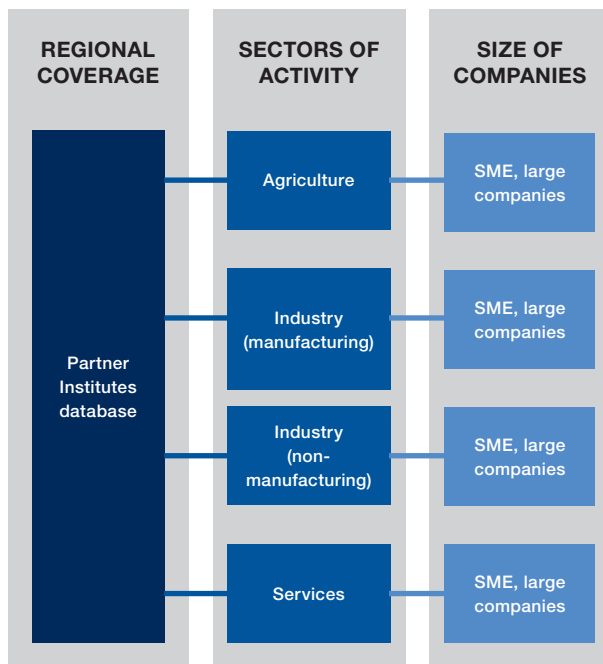 REGIONAL
COVERAGE
SECTORS OF
ACTIVITY
SIZE OF
COMPANIES
Partner
Institutes
database
Agriculture
SME, large
companies
Industry
(manufacturing)
SME, large
companies
Industry
(non-
manufacturing)
SME, large
companies
Services
SME, large
companies